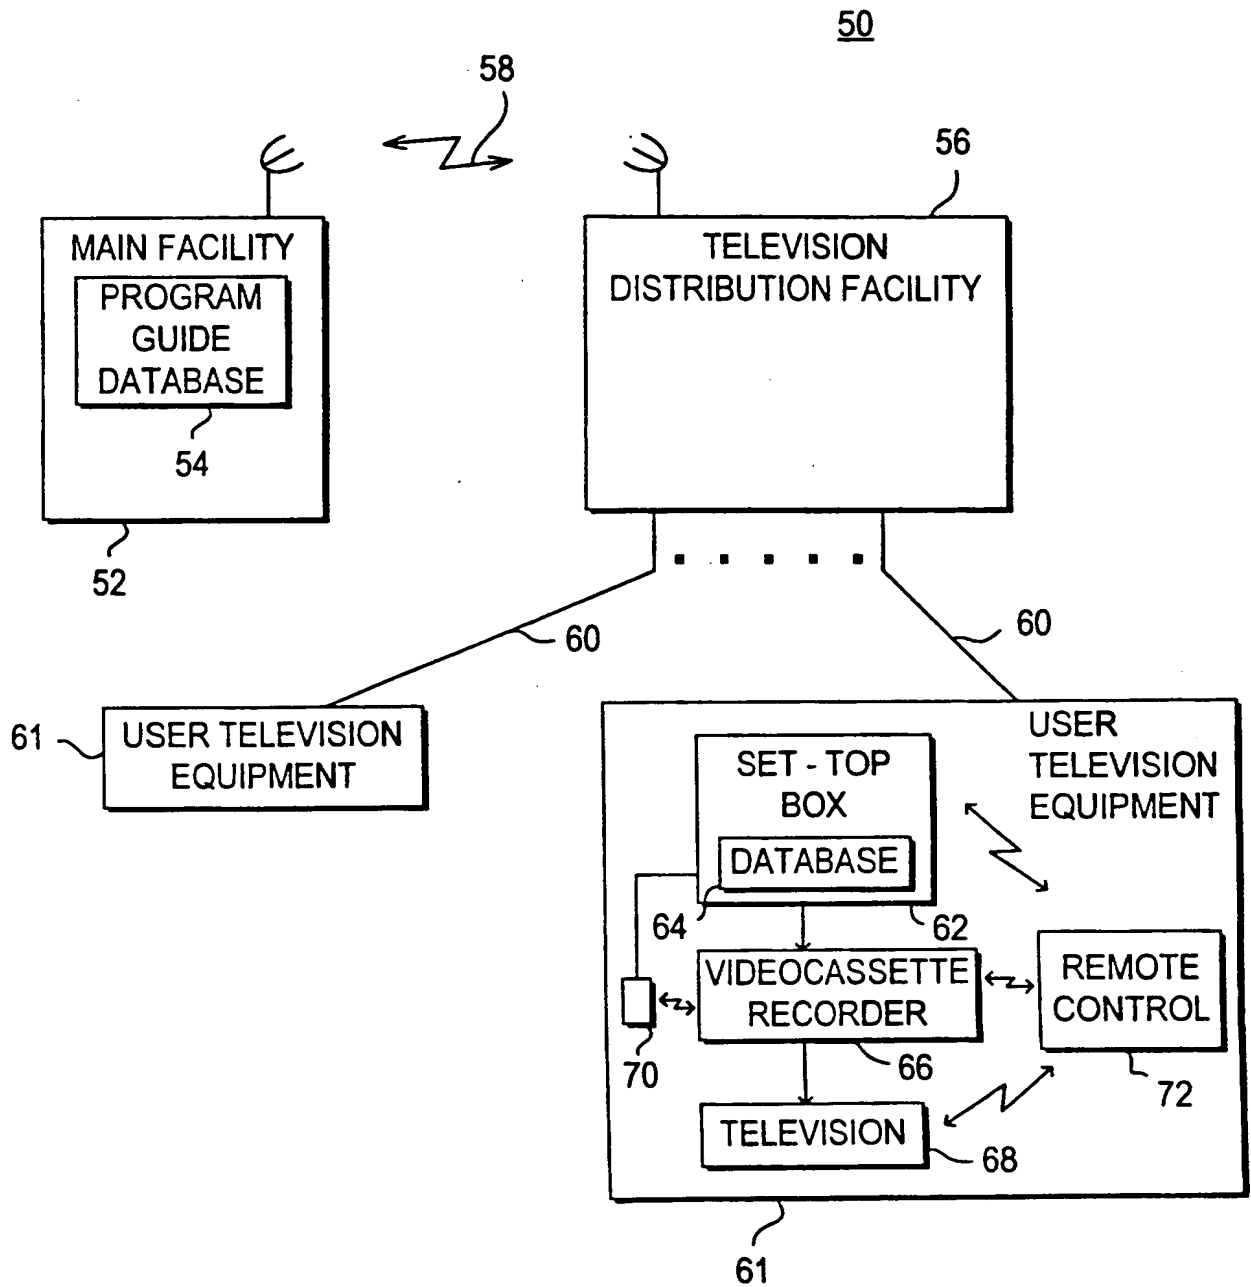 50
58
56
MAIN FACILITY
PROGRAM
GUIDE
DATABASE
54
52
TELEVISION
DISTRIBUTION FACILITY
60
60
61
USER TELEVISION
EQUIPMENT
USER
TELEVISION
EQUIPMENT
SET - TOP
BOX
DATABASE
64
62
VIDEOCASSETTE
RECORDER
REMOTE
CONTROL
70
66
72
TELEVISION
68
61